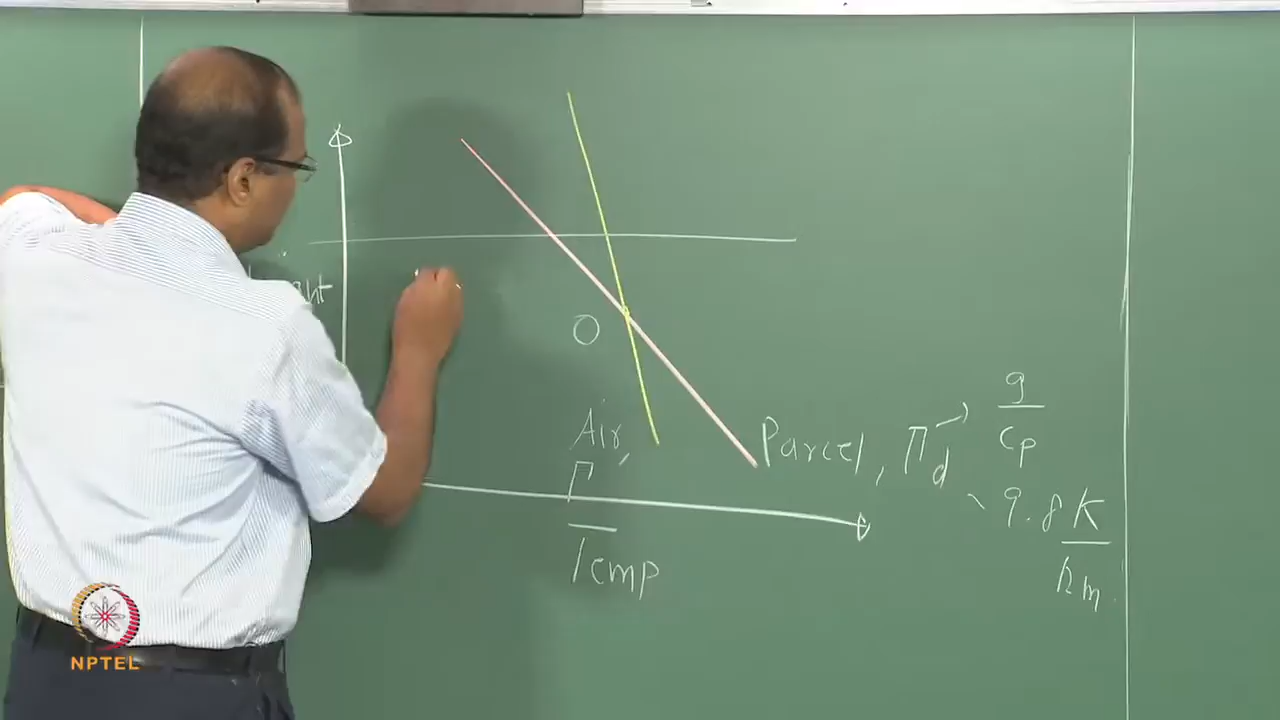 O
Air,
Γ
Parcel, Γd → g/cp
9.8 K/km
Temp
NPTEL